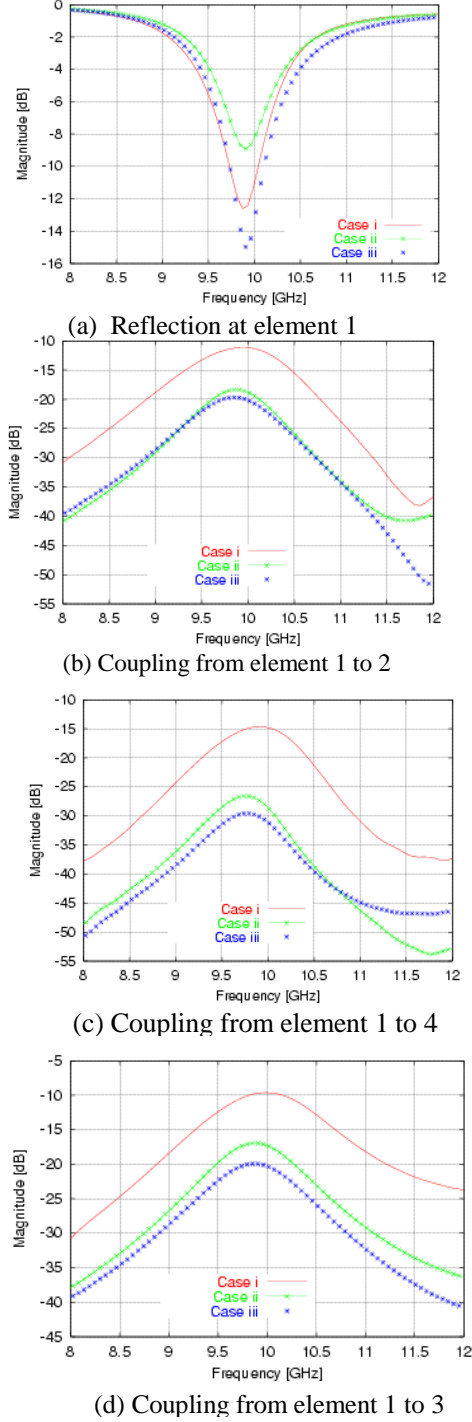 0
-2
-4
-6
-8
-10
-12
-14
-16
Magnitude [dB]
Case i
Case ii
Case iii
8 8.5 9 9.5 10 10.5 11 11.5 12
Frequency [GHz]
(a) Reflection at element 1
-10
-15
-20
-25
-30
-35
-40
-45
-50
-55
Magnitude [dB]
Case i
Case ii
Case iii
8 8.5 9 9.5 10 10.5 11 11.5 12
Frequency [GHz]
(b) Coupling from element 1 to 2
-10
-15
-20
-25
-30
-35
-40
-45
-50
-55
Magnitude [dB]
Case i
Case ii
Case iii
8 8.5 9 9.5 10 10.5 11 11.5 12
Frequency [GHz]
(c) Coupling from element 1 to 4
-5
-10
-15
-20
-25
-30
-35
-40
-45
Magnitude [dB]
Case i
Case ii
Case iii
8 8.5 9 9.5 10 10.5 11 11.5 12
Frequency [GHz]
(d) Coupling from element 1 to 3